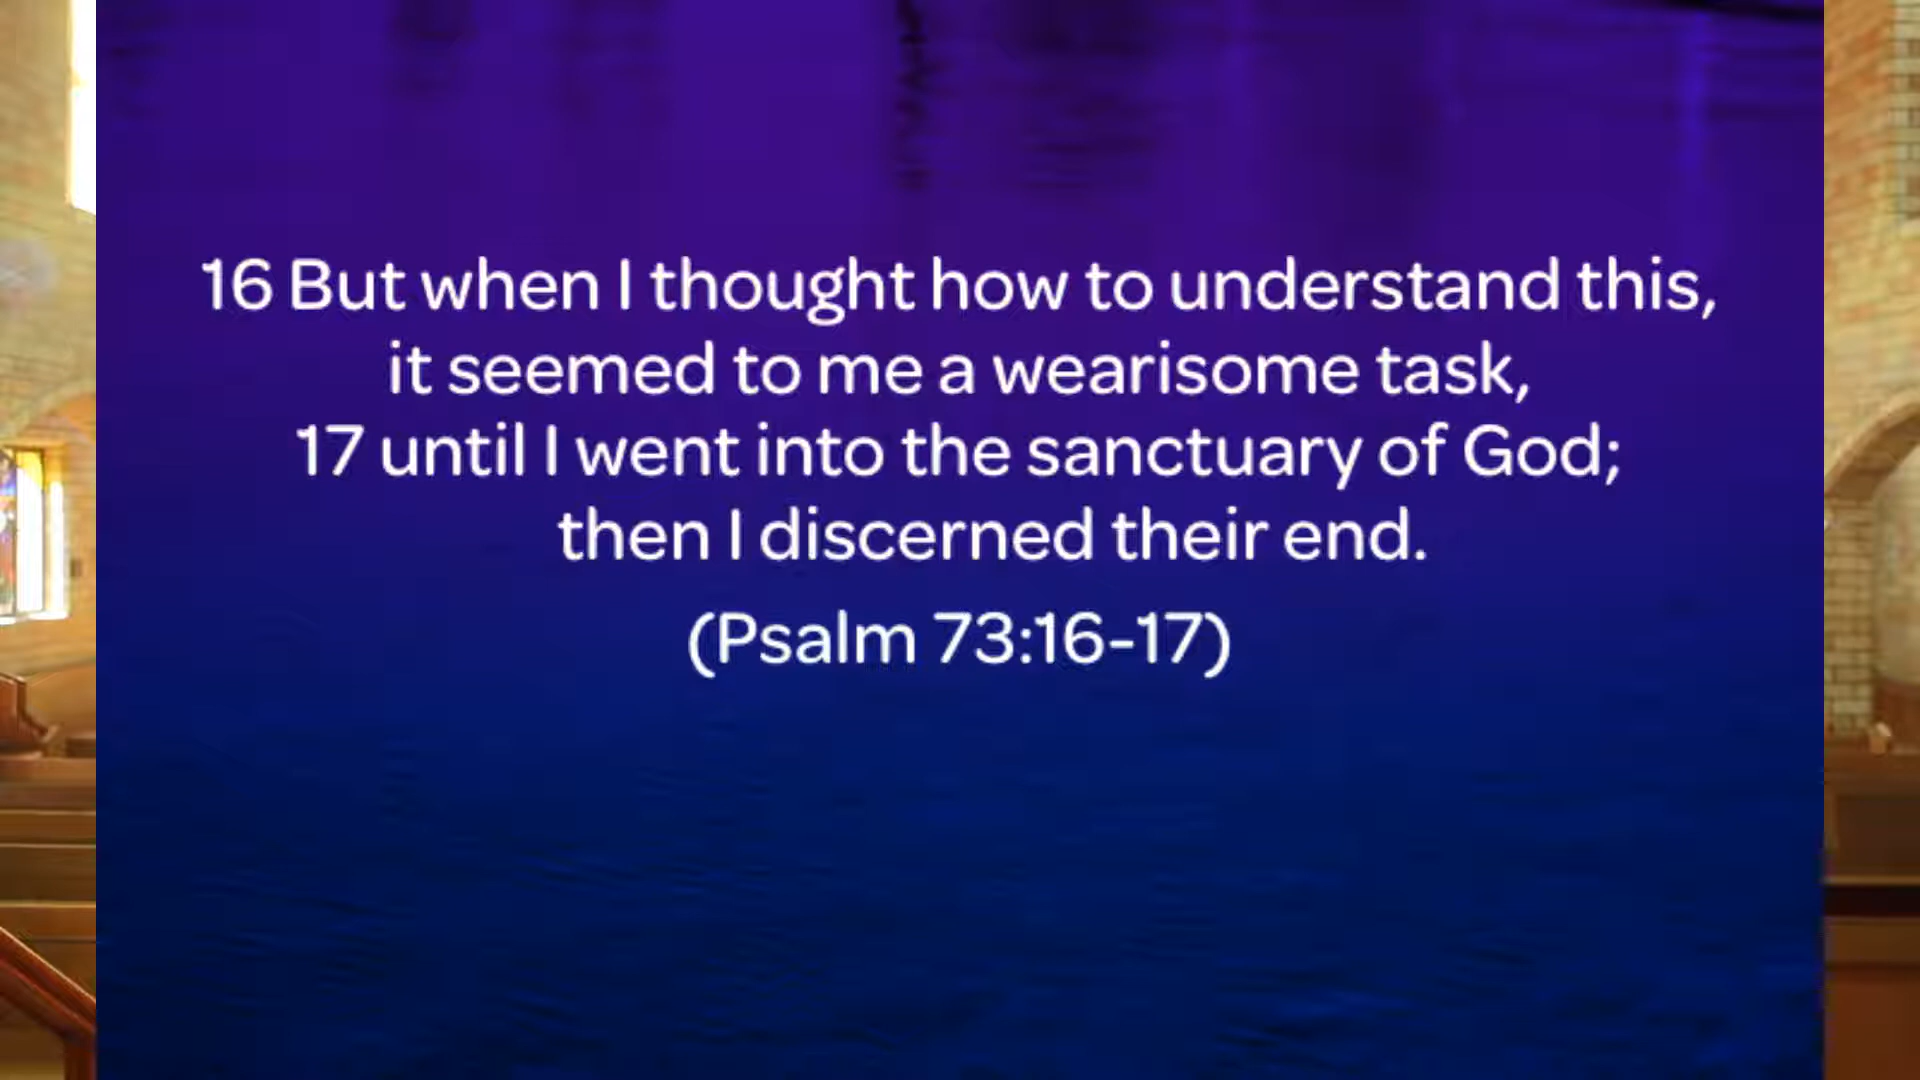 16 But when I thought how to understand this,
it seemed to me a wearisome task,
17 until I went into the sanctuary of God;
then I discerned their end.
(Psalm 73:16-17)